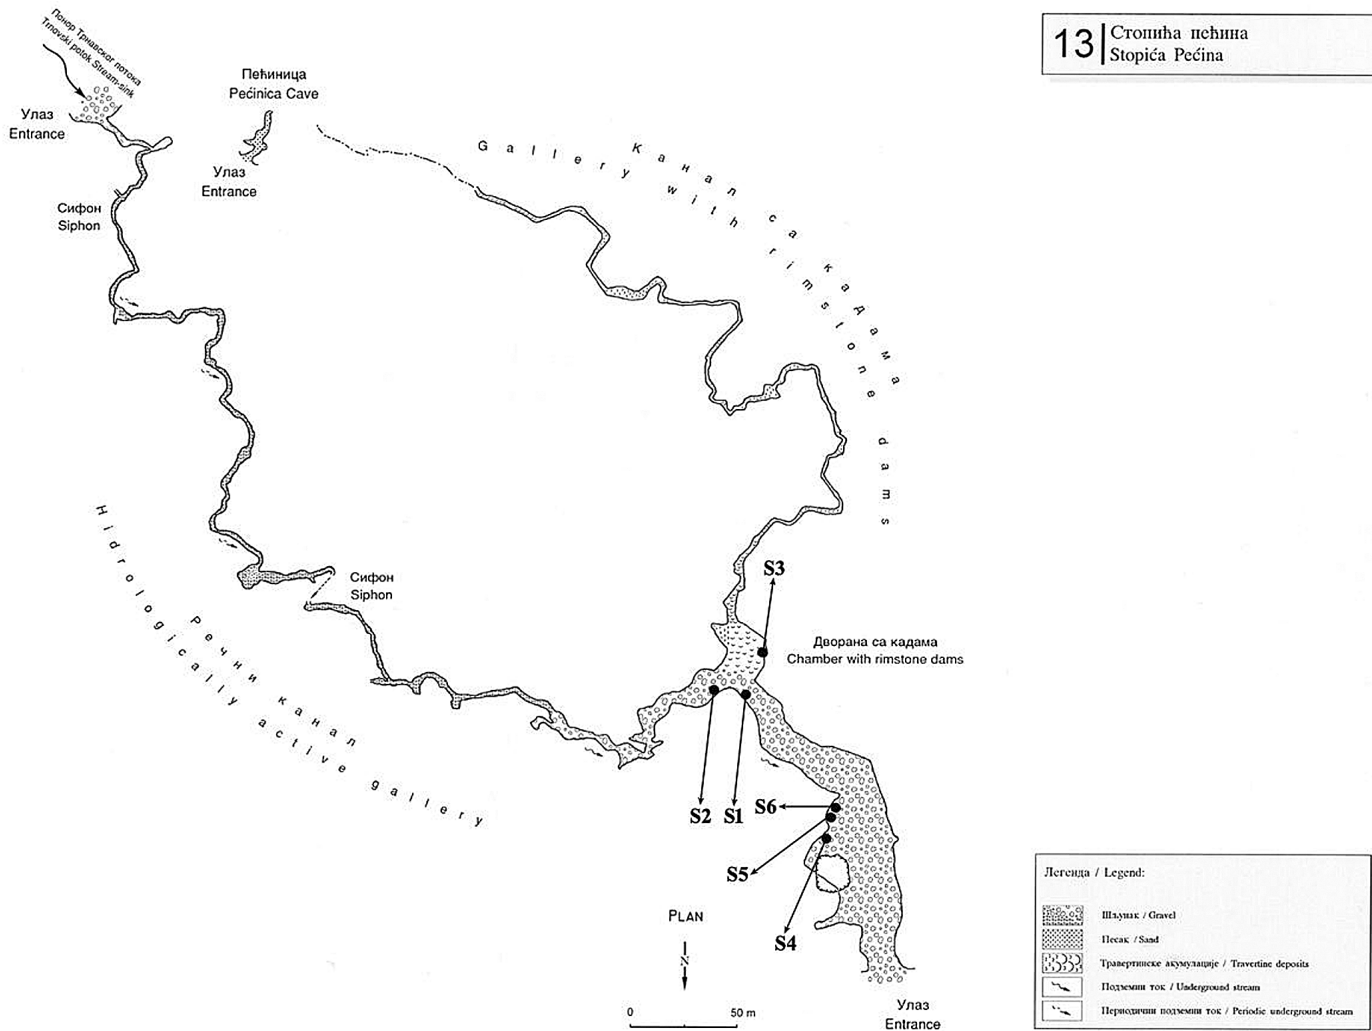 Понор Трнавског потока
Trnovski potok Stream-sink
Улаз
Entrance
Пећиница
Pećinica Cave
Улаз
Entrance
13
Стопића пећина
Stopića Pećina
Канал са кадама
Gallery with rimstone dams
Сифон
Siphon
Hidrologically active gallery
Речни канал
Сифон
Siphon
S3
Дворана са кадама
Chamber with rimstone dams
S2 S1 S6
S5
S4
PLAN
N
0 50 m
Улаз
Entrance
Легенда / Legend:
Шљунак / Gravel
Песак / Sand
Травертинске акумулације / Travertine deposits
Подземни ток / Underground stream
Периодични подземни ток / Periodic underground stream